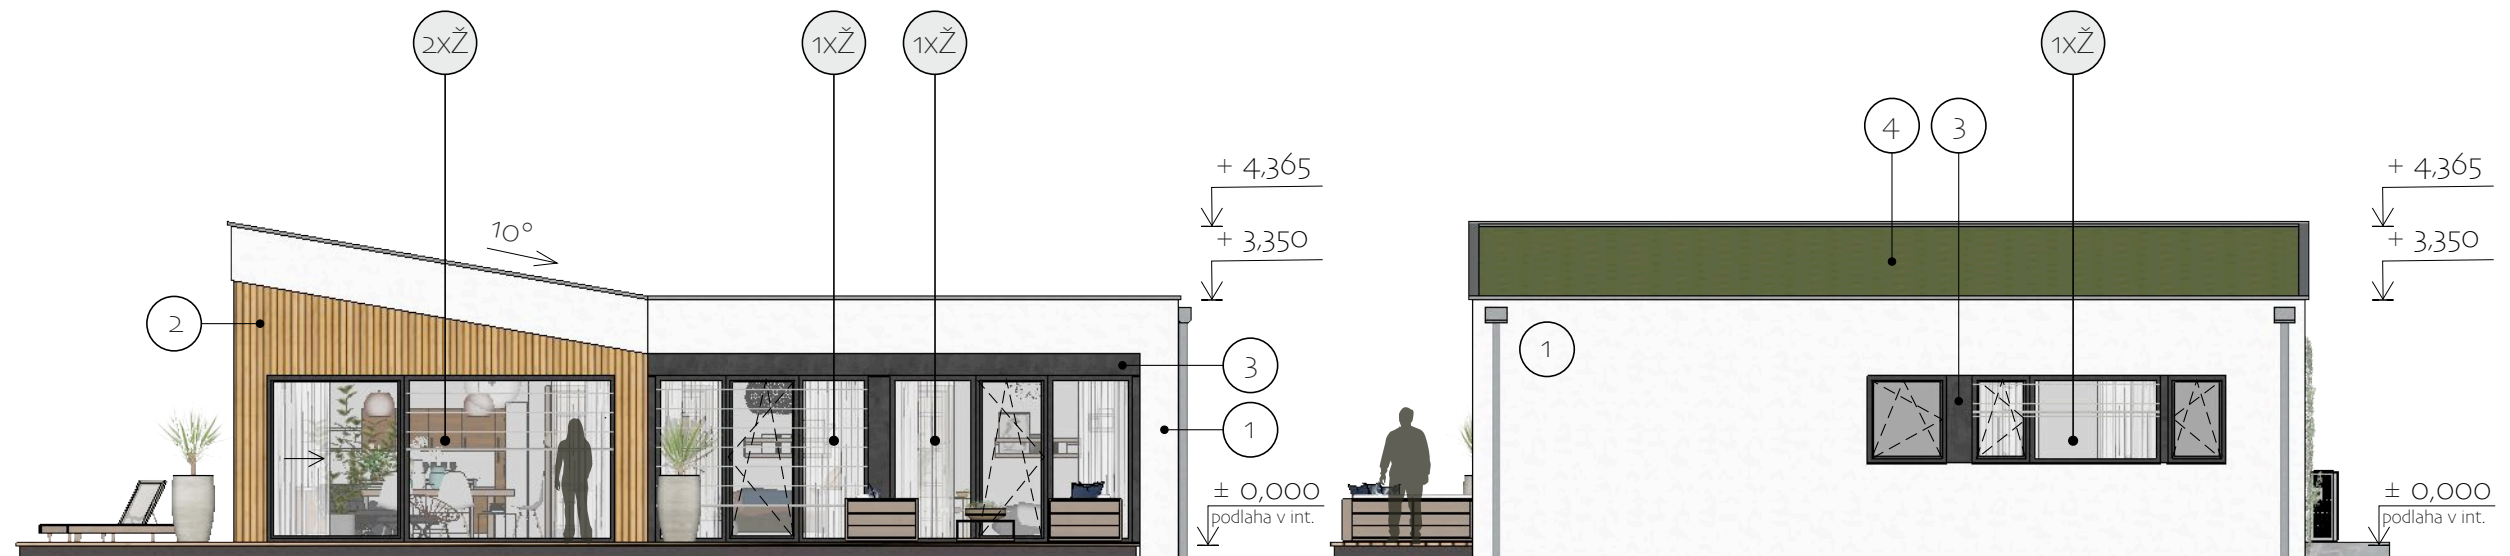 2xŽ
1xŽ
1xŽ
1xŽ
4
3
+ 4,365
+ 4,365
10°
+ 3,350
+ 3,350
2
1
3
1
± 0,000
podlaha v int.
± 0,000
podlaha v int.